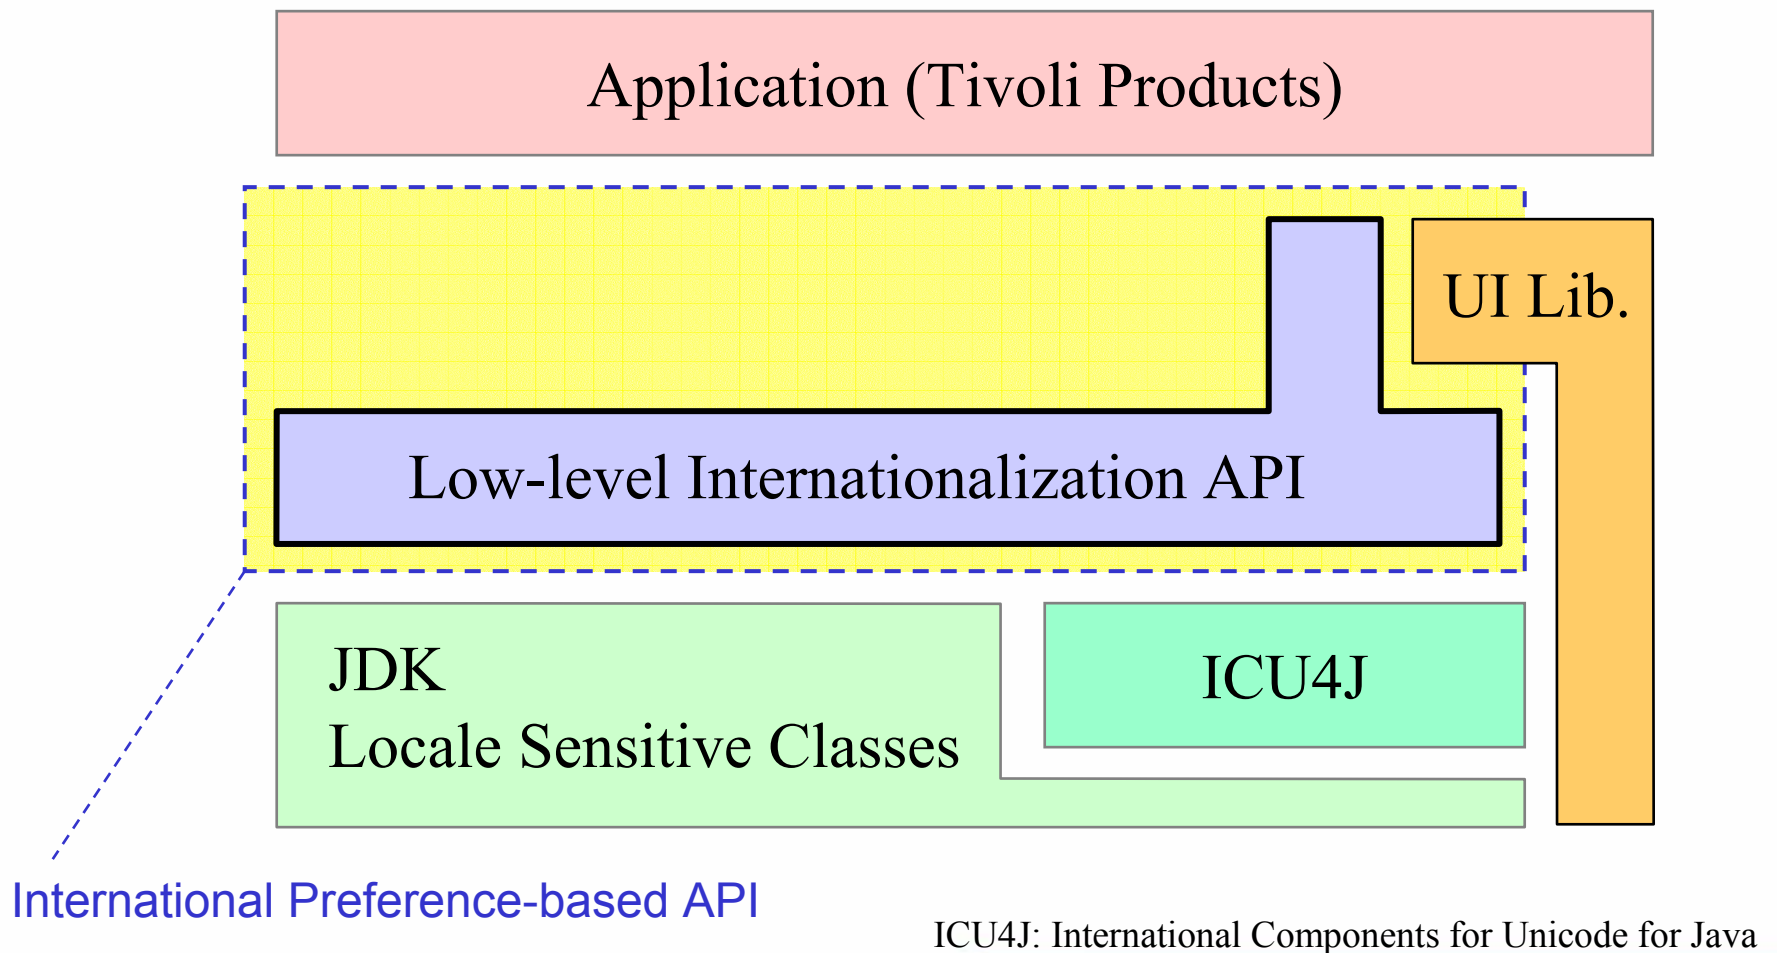 Application (Tivoli Products)
UI Lib.
Low-level Internationalization API
JDK
Locale Sensitive Classes
ICU4J
International Preference-based API
ICU4J: International Components for Unicode for Java